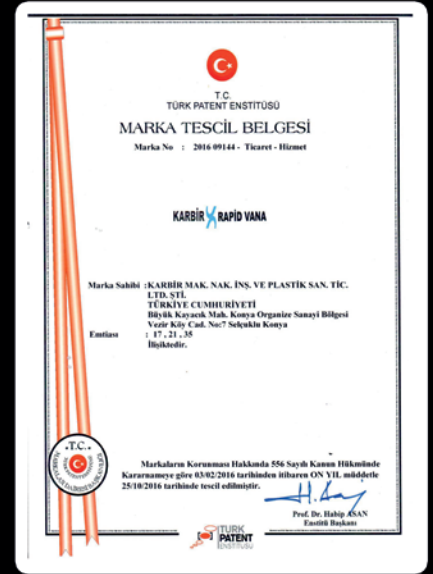 T.C.
TÜRK PATENT ENSTİTÜSÜ
MARKA TESCİL BELGESİ
Marka No : 2016 09144 - Ticaret - Hizmet
KARBİR RAPİD VANA
Marka Sahibi : KARBİR MAK. NAK. İNŞ. VE PLASTİK SAN. TİC.
LTD. ŞTİ.
TÜRKİYE CUMHURİYETİ
Büyük Kayacık Mah. Konya Organize Sanayi Bölgesi
Vezir Köy Cad. No:7 Selçuklu Konya
Emtiası : 17 , 21 , 35
İlişiktedir.
Markaların Korunması Hakkında 556 Sayılı Kanun Hükmünde
Kararnameye göre 03/02/2016 tarihinden itibaren ON YIL müddetle
25/10/2016 tarihinde tescil edilmiştir.
Prof. Dr. Habip ASAN
Enstitü Başkanı
T.C.
TÜRK
PATENT
ENSTİTÜSÜ